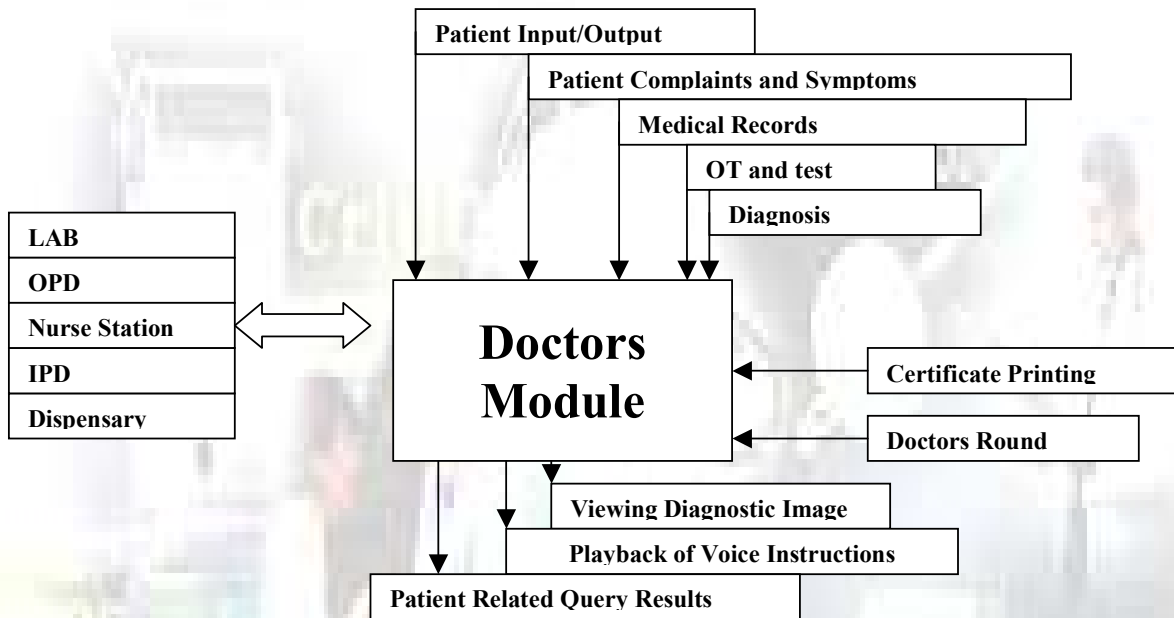 Patient Input/Output
Patient Complaints and Symptoms
Medical Records
OT and test
Diagnosis
LAB
OPD
Nurse Station
IPD
Dispensary
Doctors
Module
Certificate Printing
Doctors Round
Viewing Diagnostic Image
Playback of Voice Instructions
Patient Related Query Results